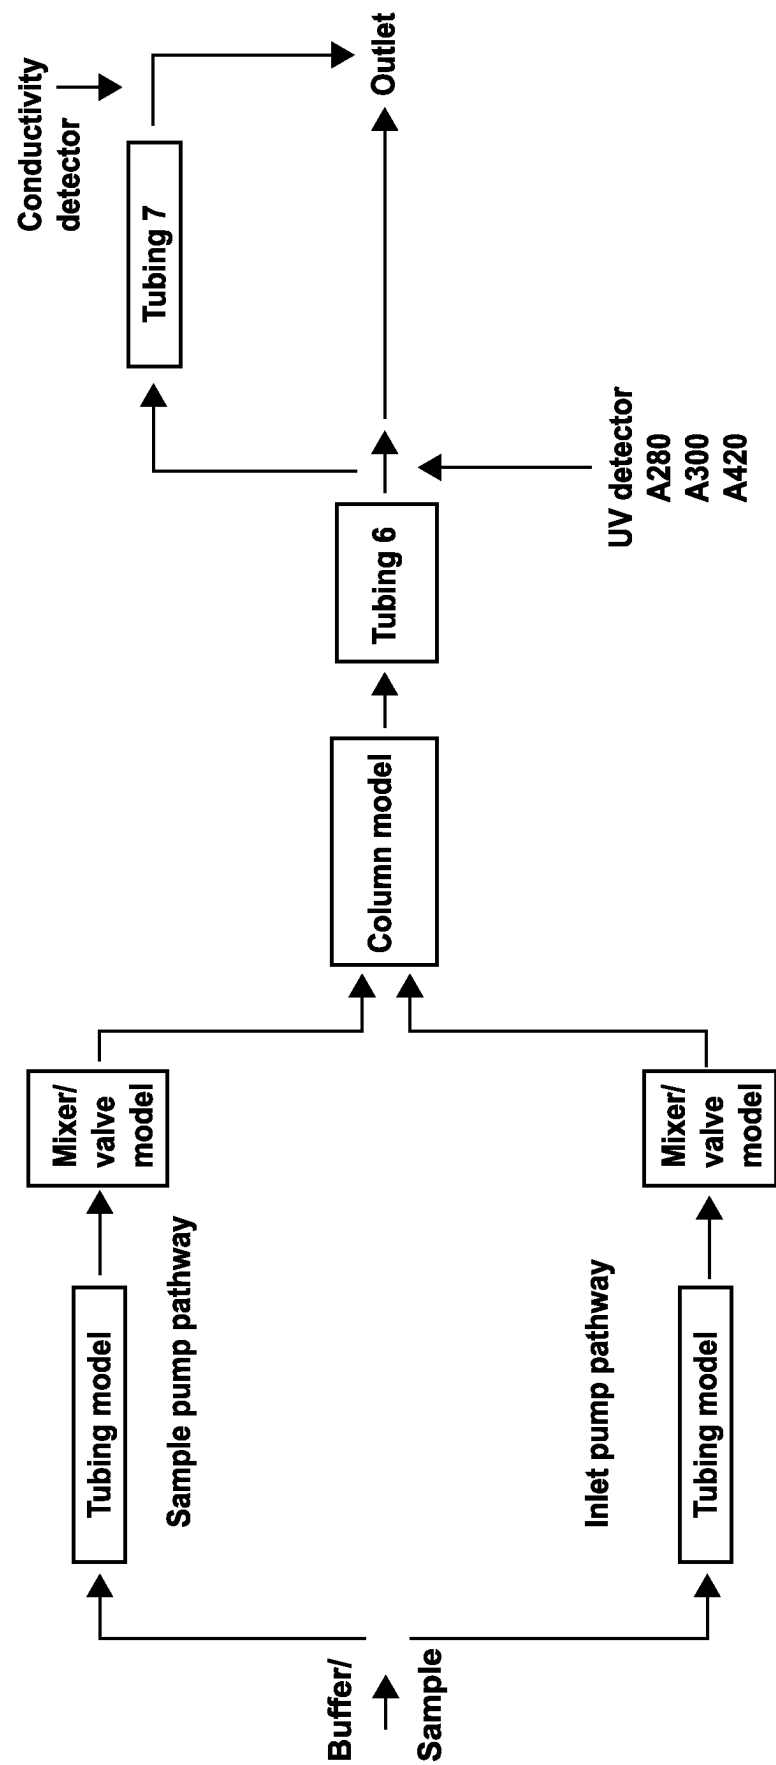 Buffer/
Sample
Tubing model
Sample pump pathway
Mixer/
valve
model
Inlet pump pathway
Tubing model
Mixer/
valve
model
Column model
Tubing 6
UV detector
A280
A300
A420
Tubing 7
Conductivity
detector
Outlet